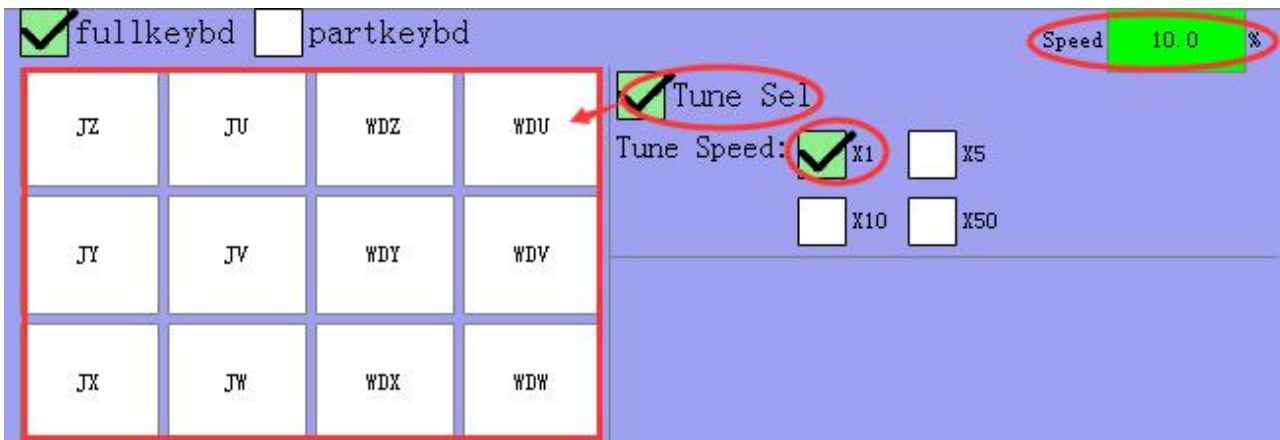 fullkeybd partkeybd
Speed 10.0 %
JZ JU WDZ WDU
Tune Sel
Tune Speed: X1 X5
X10 X50
JY JV WDY WDV
JX JW WDX WDW